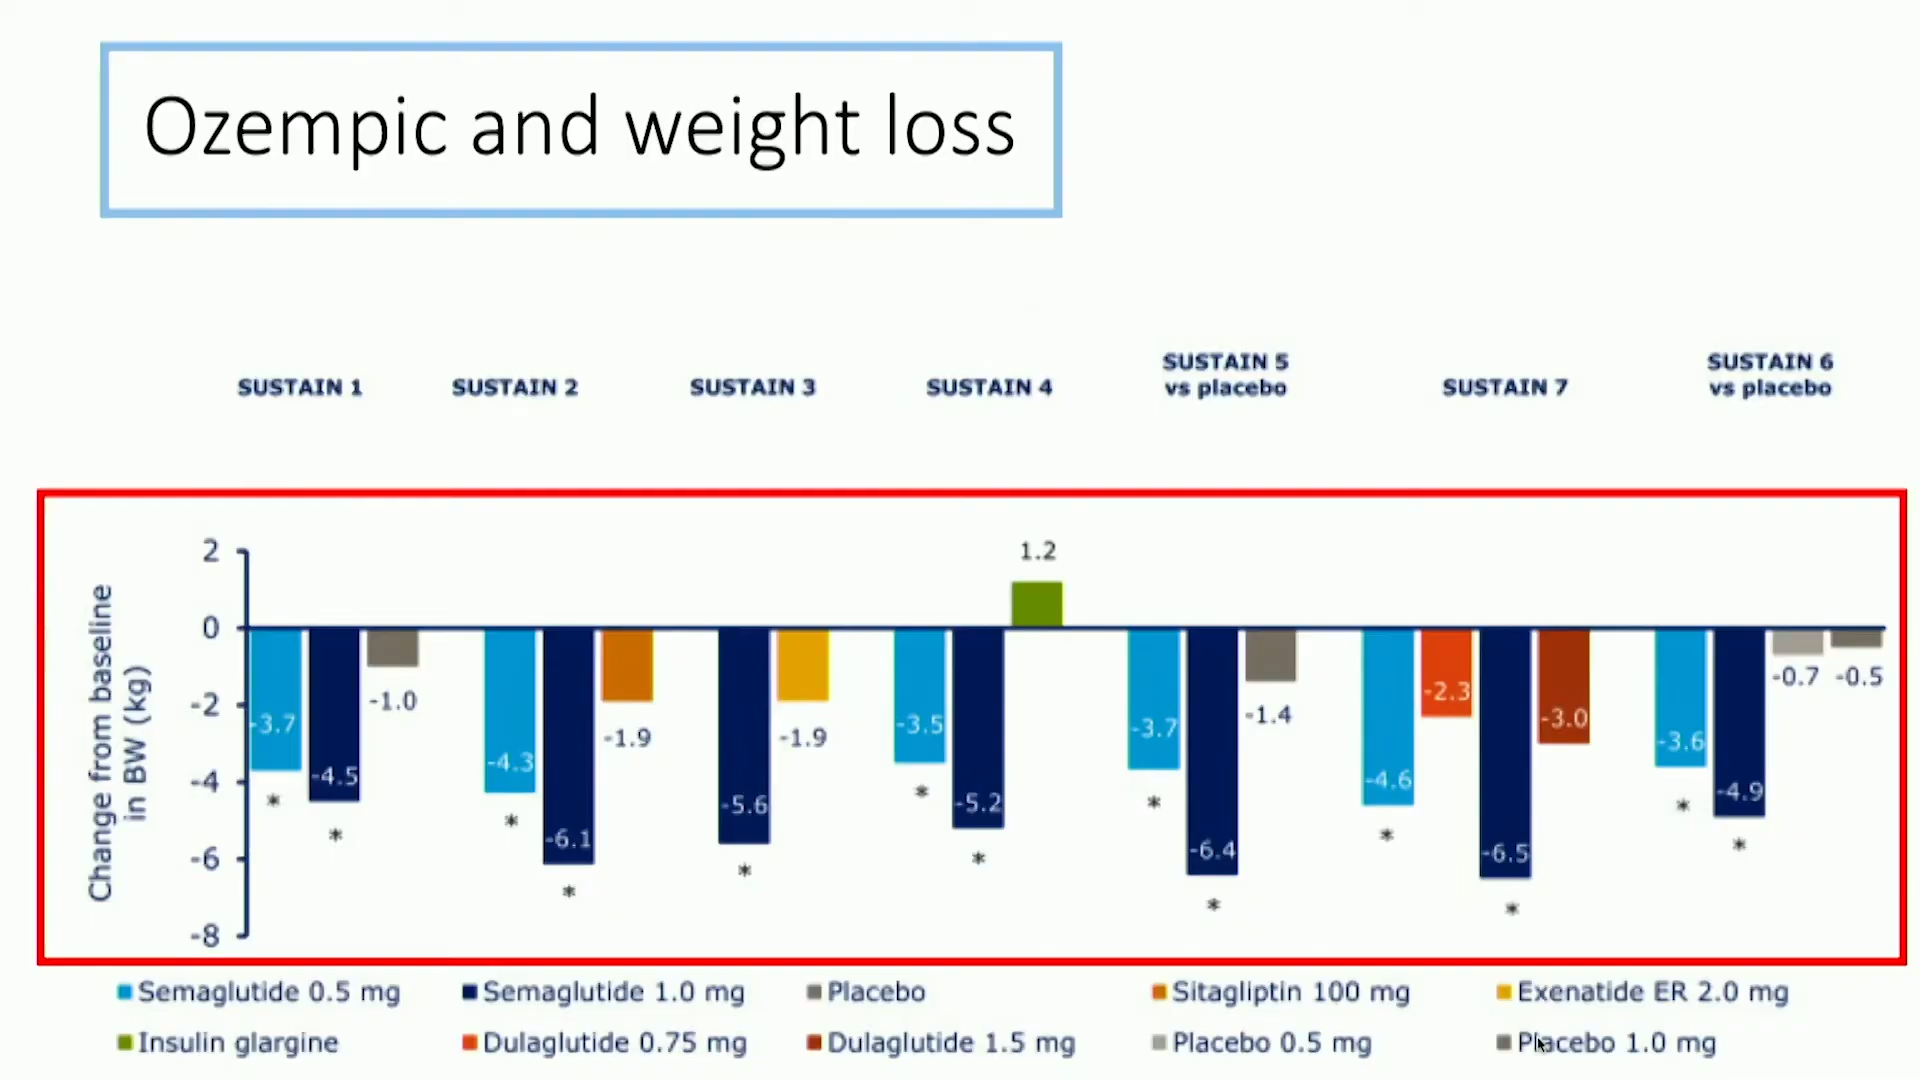 Ozempic and weight loss
SUSTAIN 1
SUSTAIN 2
SUSTAIN 3
SUSTAIN 4
SUSTAIN 5
vs placebo
SUSTAIN 7
SUSTAIN 6
vs placebo
Change from baseline
in BW (kg)
2
0
-2
-4
-6
-8
-3.7
*
-4.5
*
-1.0
-4.3
*
-6.1
*
-1.9
-5.6
*
-1.9
-3.5
*
-5.2
*
1.2
-3.7
*
-6.4
*
-1.4
-4.6
*
-2.3
-6.5
*
-3.0
-3.6
*
-4.9
*
-0.7
-0.5
Semaglutide 0.5 mg
Semaglutide 1.0 mg
Placebo
Sitagliptin 100 mg
Exenatide ER 2.0 mg
Insulin glargine
Dulaglutide 0.75 mg
Dulaglutide 1.5 mg
Placebo 0.5 mg
Placebo 1.0 mg